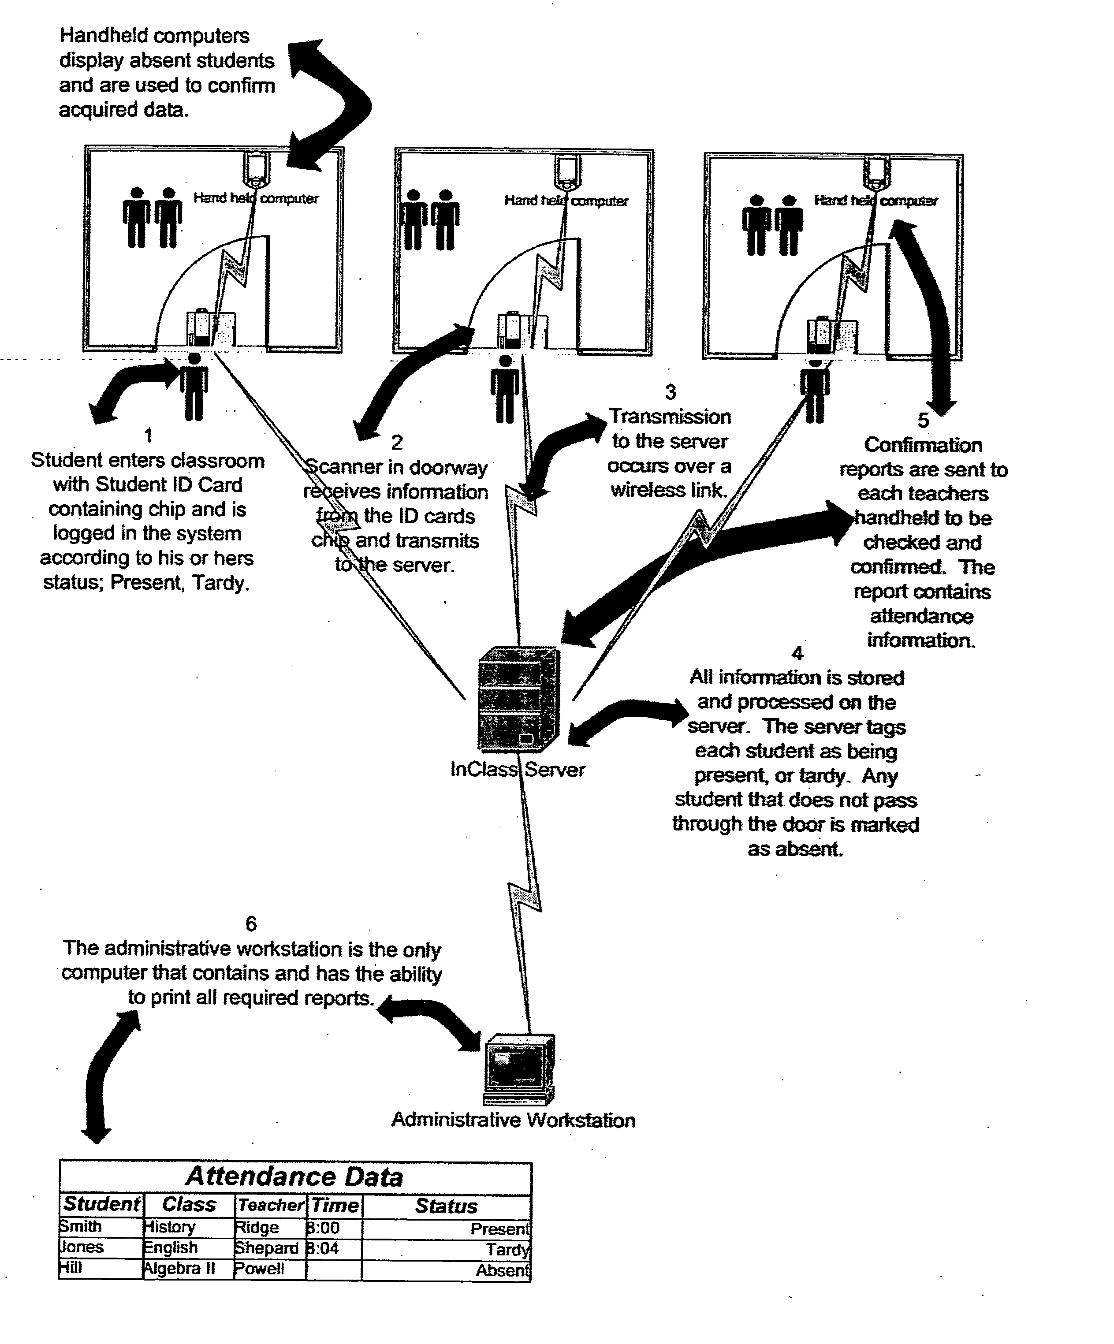 Handheld computers
display absent students
and are used to confirm
acquired data.
Hand held computer
Hand held computer
Hand held computer
1
Student enters classroom
with Student ID Card
containing chip and is
logged in the system
according to his or hers
status; Present, Tardy.
2
Scanner in doorway
receives information
from the ID cards
chip and transmits
to the server.
3
Transmission
to the server
occurs over a
wireless link.
5
Confirmation
reports are sent to
each teachers
handheld to be
checked and
confirmed. The
report contains
attendance
information.
4
All information is stored
and processed on the
server. The server tags
each student as being
present, or tardy. Any
student that does not pass
through the door is marked
as absent.
InClass Server
6
The administrative workstation is the only
computer that contains and has the ability
to print all required reports.
Administrative Workstation
Attendance Data
Student Class Teacher Time Status
Smith History Ridge 8:00 Present
Jones English Shepard 8:04 Tardy
Hill Algebra II Powell Absent